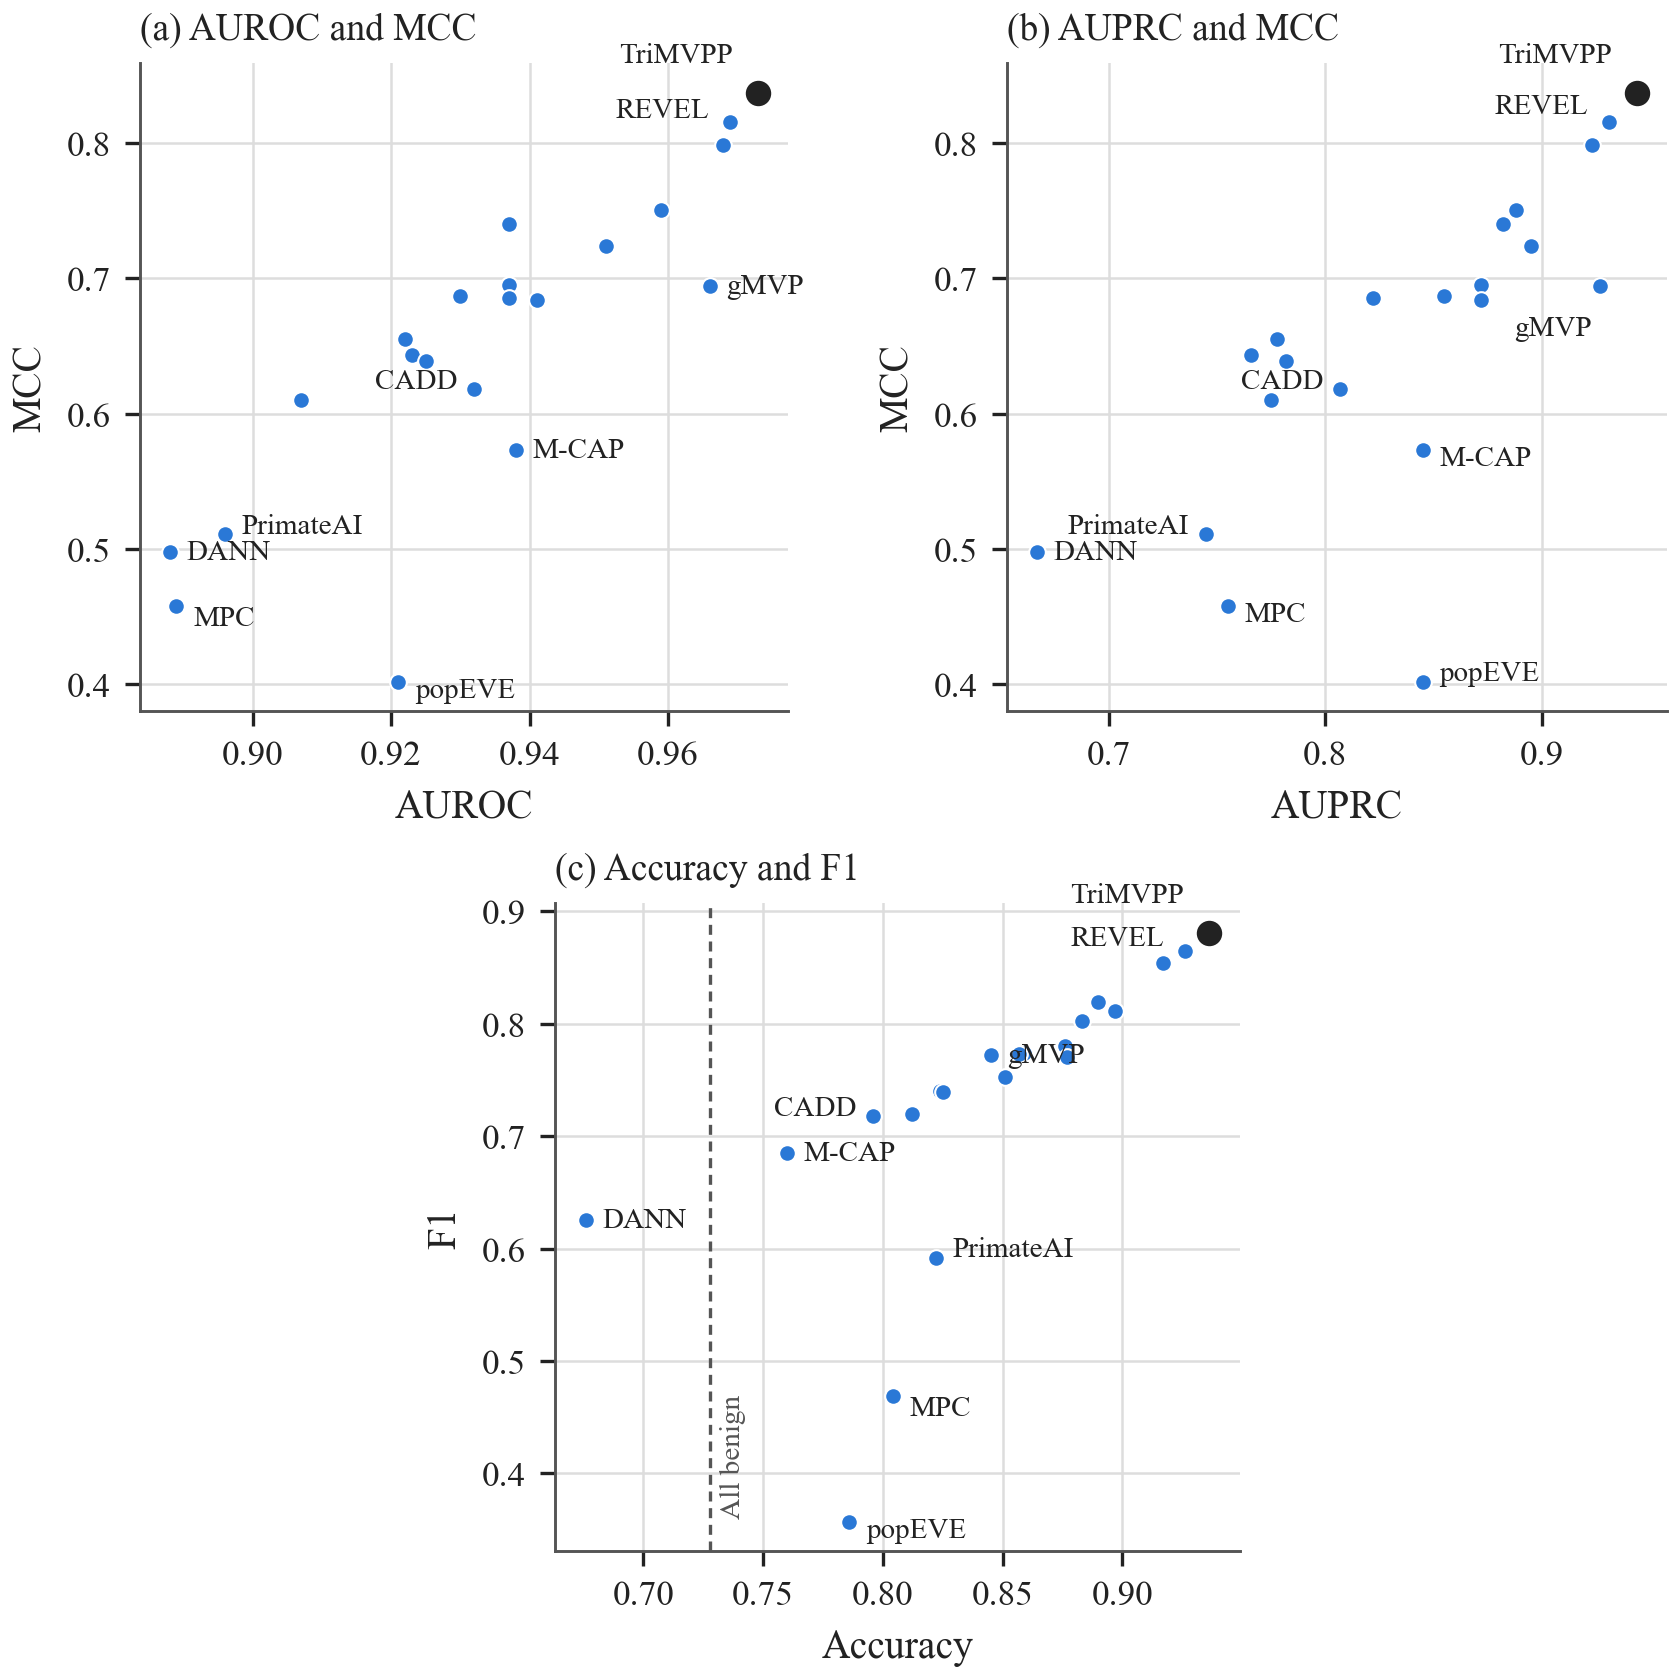 (a) AUROC and MCC
TriMVPP
REVEL
0.8
0.7
gMVP
CADD
0.6
M-CAP
PrimateAI
0.5
DANN
MPC
0.4
popEVE
MCC
0.90
0.92
0.94
0.96
AUROC
(b) AUPRC and MCC
TriMVPP
REVEL
0.8
0.7
gMVP
CADD
0.6
M-CAP
PrimateAI
0.5
DANN
MPC
0.4
popEVE
MCC
0.7
0.8
0.9
AUPRC
(c) Accuracy and F1
TriMVPP
0.9
REVEL
0.8
gMVP
CADD
0.7
M-CAP
DANN
0.6
PrimateAI
0.5
MPC
All benign
0.4
popEVE
F1
0.70
0.75
0.80
0.85
0.90
Accuracy